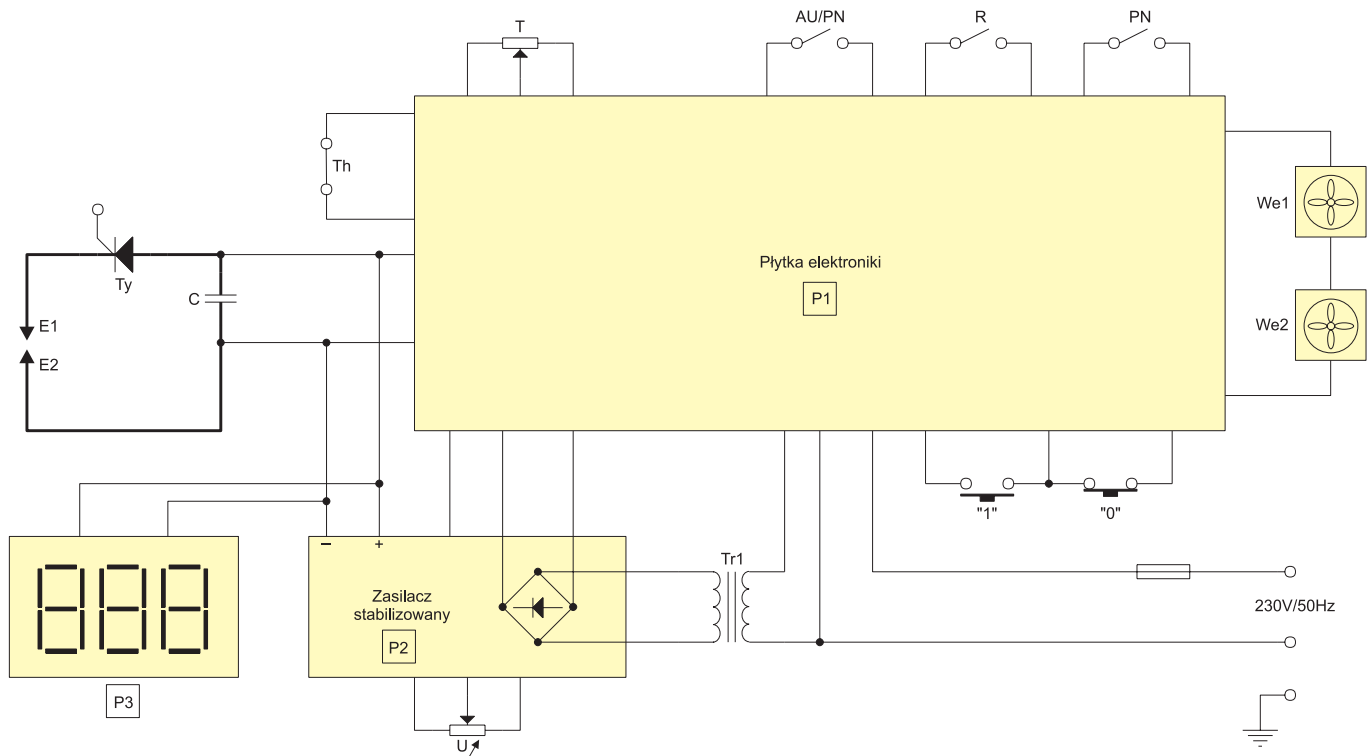 T
AU/PN
R
PN
Th
We1
Ty
Płytka elektroniki
C
P1
E1
We2
E2
"1"
"0"
– +
Tr1
Zasilacz
stabilizowany
230V/50Hz
P2
P3
U